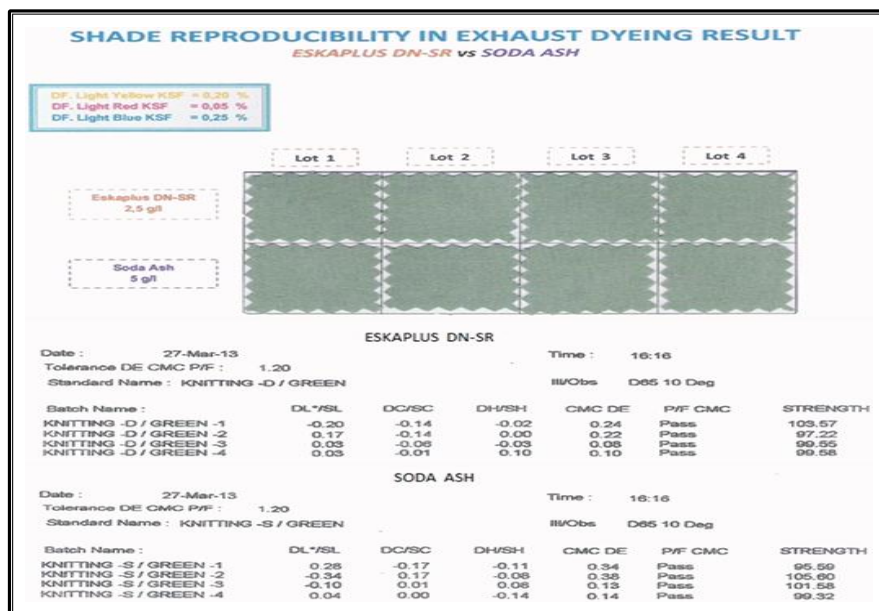 SHADE REPRODUCIBILITY IN EXHAUST DYEING RESULT
ESKAPLUS DN-SR vs SODA ASH
DF. Light Yellow KSF = 0,20 %
DF. Light Red KSF = 0,05 %
DF. Light Blue KSF = 0,25 %
Lot 1 Lot 2 Lot 3 Lot 4
Eskaplus DN-SR
2,5 g/l
Soda Ash
5 g/l
ESKAPLUS DN-SR
Date : 27-Mar-13 Time : 16:16
Tolerance DE CMC P/F : 1.20
Standard Name : KNITTING -D / GREEN Ill/Obs D65 10 Deg
Batch Name : DL*/SL DC/SC DH/SH CMC DE P/F CMC STRENGTH
KNITTING -D / GREEN -1 -0.20 -0.14 -0.02 0.24 Pass 103.57
KNITTING -D / GREEN -2 0.17 -0.14 0.00 0.22 Pass 97.22
KNITTING -D / GREEN -3 0.03 -0.06 -0.03 0.08 Pass 99.55
KNITTING -D / GREEN -4 0.03 -0.01 0.10 0.10 Pass 99.58
SODA ASH
Date : 27-Mar-13 Time : 16:16
Tolerance DE CMC P/F : 1.20
Standard Name : KNITTING -S / GREEN Ill/Obs D65 10 Deg
Batch Name : DL*/SL DC/SC DH/SH CMC DE P/F CMC STRENGTH
KNITTING -S / GREEN -1 0.28 -0.17 -0.11 0.34 Pass 95.59
KNITTING -S / GREEN -2 -0.34 0.17 -0.08 0.38 Pass 105.60
KNITTING -S / GREEN -3 -0.10 0.01 0.08 0.13 Pass 101.58
KNITTING -S / GREEN -4 0.04 0.00 -0.14 0.14 Pass 99.32